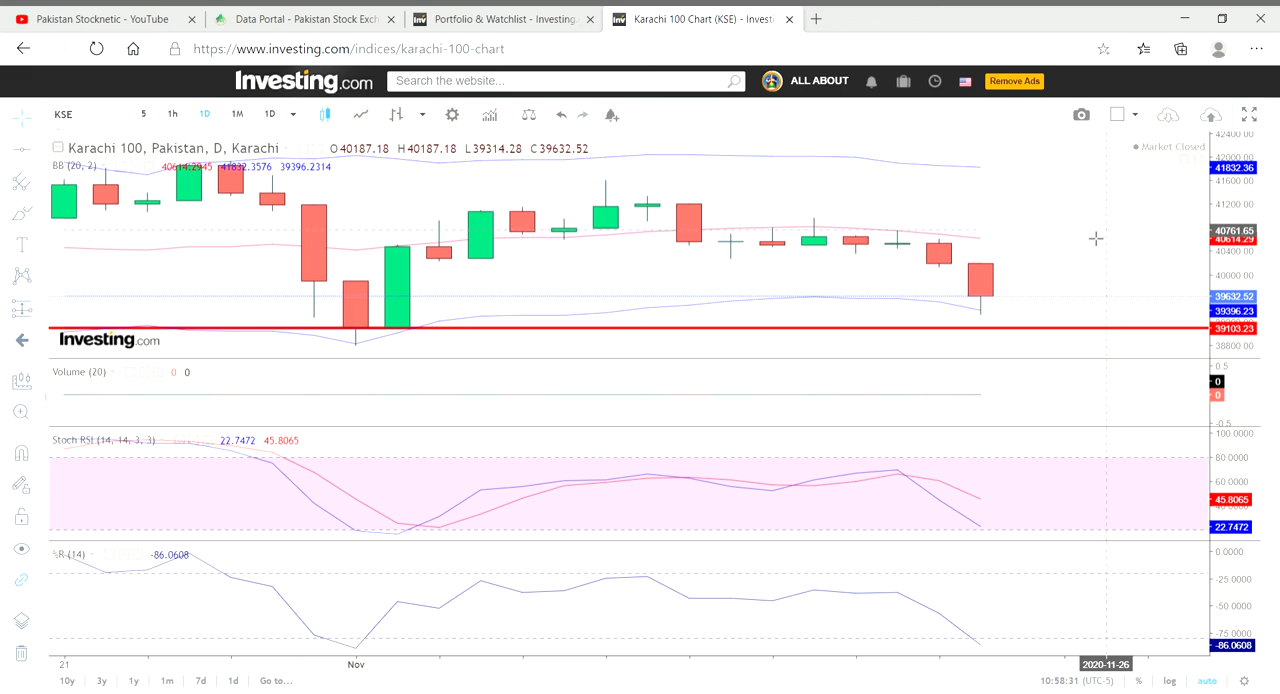 Pakistan Stocknetic - YouTube
Data Portal - Pakistan Stock Exch
Portfolio & Watchlist - Investing.
Karachi 100 Chart (KSE) - Investi
https://www.investing.com/indices/karachi-100-chart
Investing.com
Search the website...
ALL ABOUT
Remove Ads
KSE
5 1h 1D 1M 1D
Karachi 100, Pakistan, D, Karachi O40187.18 H40187.18 L39314.28 C39632.52
Market Closed
BB (20, 2) 40614.2945 41832.3576 39396.2314
42400.00
42000.00
41832.36
41600.00
41200.00
40761.65
40614.29
40400.00
40000.00
39632.52
39396.23
39103.23
38800.00
Investing.com
Volume (20) 0 0
0.5
0
0
-0.5
Stoch RSI (14, 14, 3, 3) 22.7472 45.8065
100.0000
80.0000
60.0000
45.8065
22.7472
%R (14) -86.0608
0.0000
-25.0000
-50.0000
-75.0000
-86.0608
21 Nov 2020-11-26
10y 3y 1y 1m 7d 1d Go to...
10:58:31 (UTC-5) % log auto